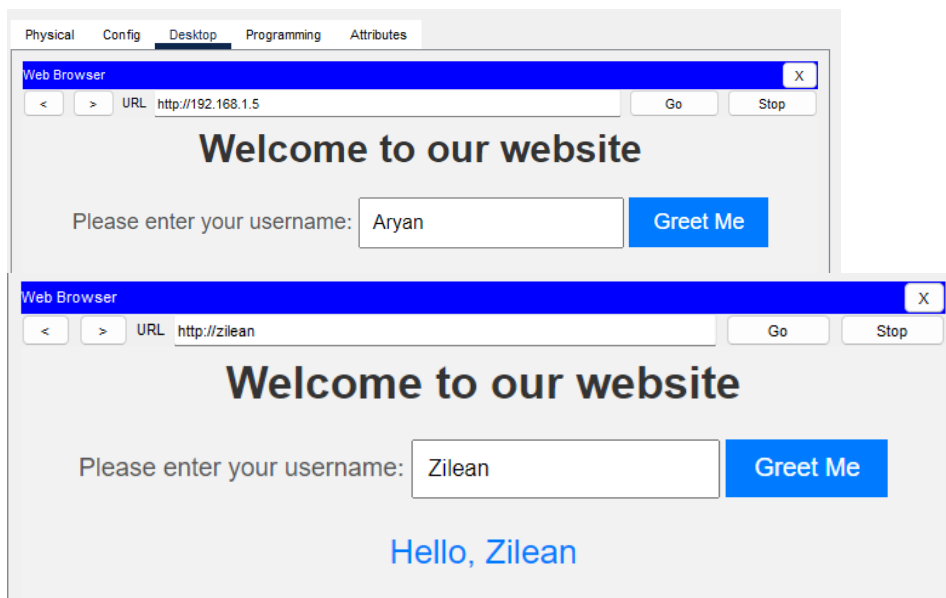 Physical Config Desktop Programming Attributes
Web Browser X
< > URL http://192.168.1.5 Go Stop
Welcome to our website
Please enter your username: Aryan Greet Me
Web Browser X
< > URL http://zilean Go Stop
Welcome to our website
Please enter your username: Zilean Greet Me
Hello, Zilean